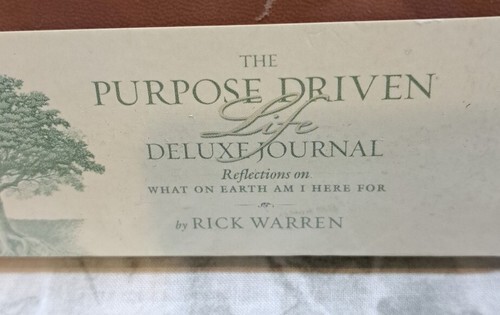 THE
PURPOSE DRIVEN®
Life
DELUXE JOURNAL
Reflections on
WHAT ON EARTH AM I HERE FOR
by RICK WARREN